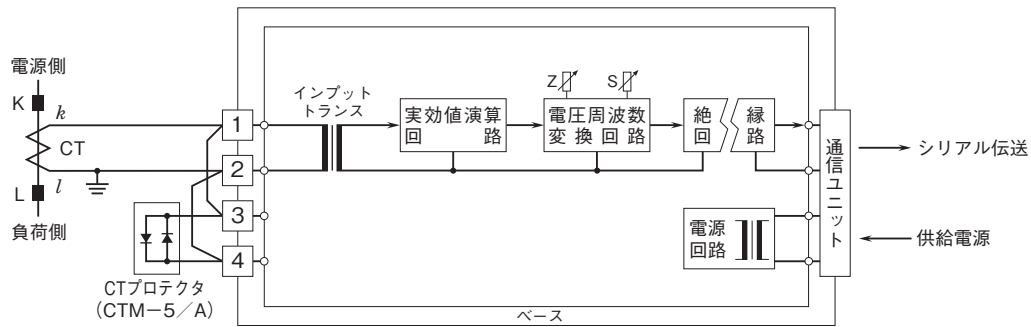 電源側
K
k
CT
L
l
負荷側
CTプロテクタ
（CTM－5／A）
1
2
3
4
インプット
トランス
実効値演算
回路
Z
S
電圧周波数
変換回路
絶縁
回路
電源
回路
通信ユニット
シリアル伝送
供給電源
ベース